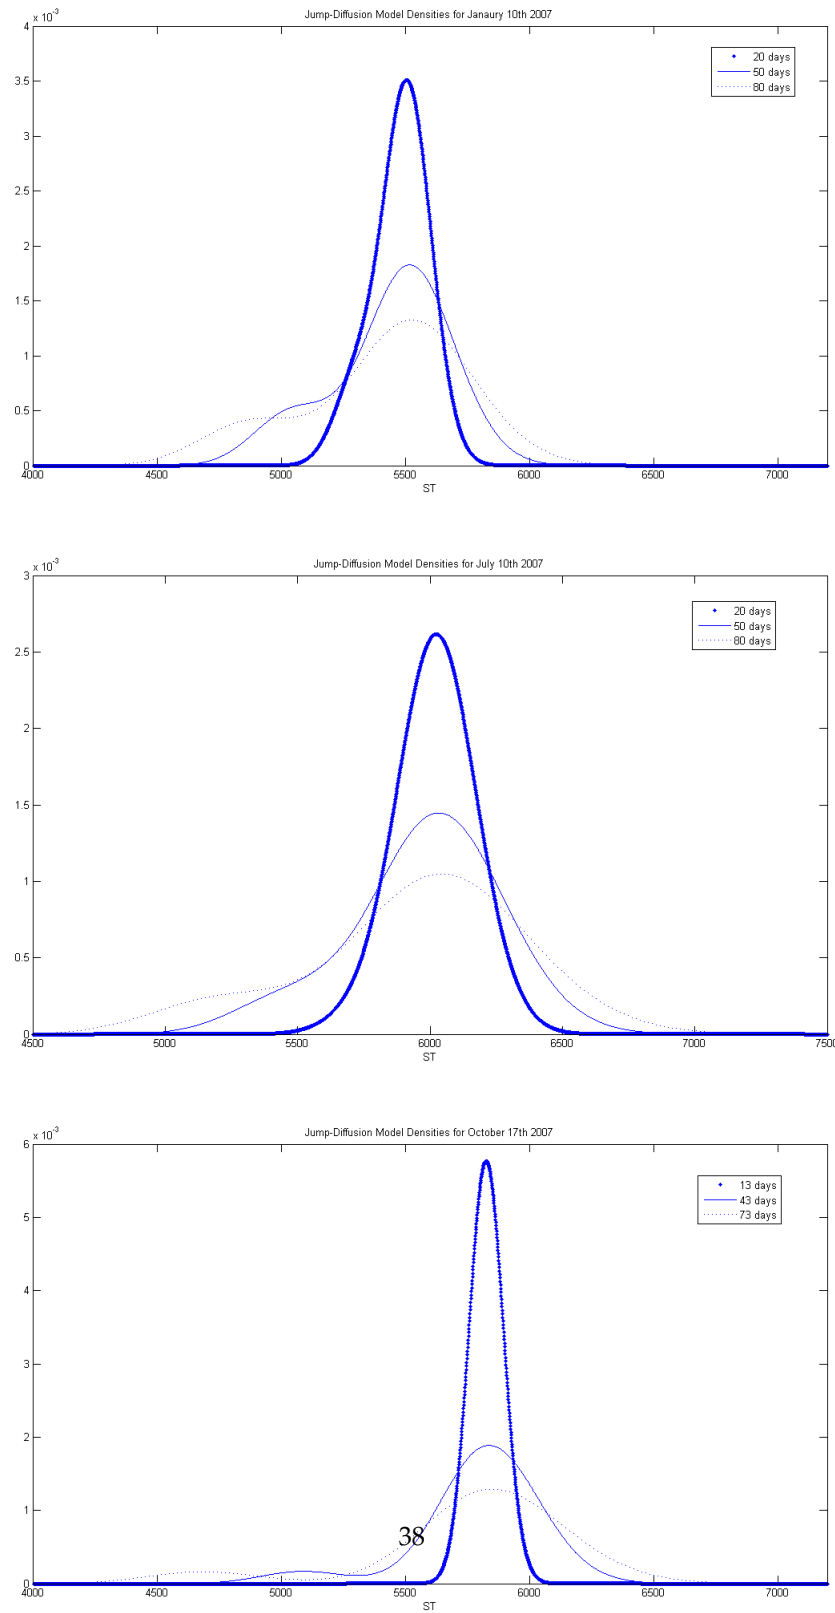 Jump-Diffusion Model Densities for Janaury 10th 2007
x 10-3
4
3.5
3
2.5
2
1.5
1
0.5
0
20 days
50 days
80 days
4000 4500 5000 5500 6000 6500 7000
ST
Jump-Diffusion Model Densities for July 10th 2007
x 10-3
3
2.5
2
1.5
1
0.5
0
20 days
50 days
80 days
4500 5000 5500 6000 6500 7000 7500
ST
Jump-Diffusion Model Densities for October 17th 2007
x 10-3
6
5
4
3
2
1
0
13 days
43 days
73 days
38
4000 4500 5000 5500 6000 6500 7000
ST